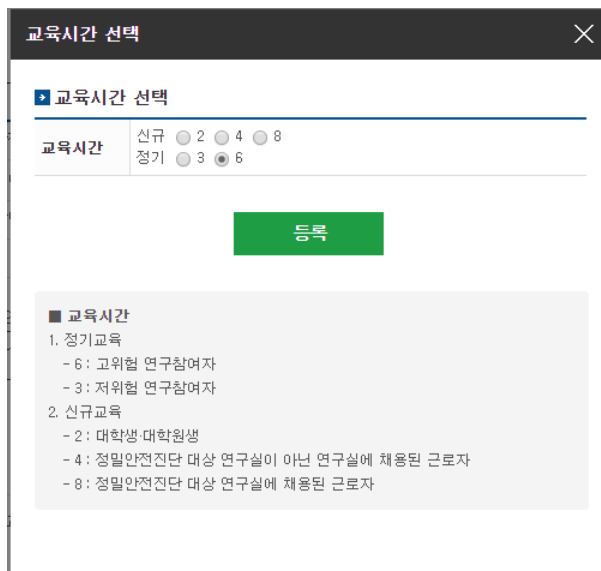 교육시간 선택
교육시간 선택
교육시간
신규 2 4 8
정기 3 6
등록
■ 교육시간
1. 정기교육
- 6 : 고위험 연구참여자
- 3 : 저위험 연구참여자
2. 신규교육
- 2 : 대학생·대학원생
- 4 : 정밀안전진단 대상 연구실이 아닌 연구실에 채용된 근로자
- 8 : 정밀안전진단 대상 연구실에 채용된 근로자